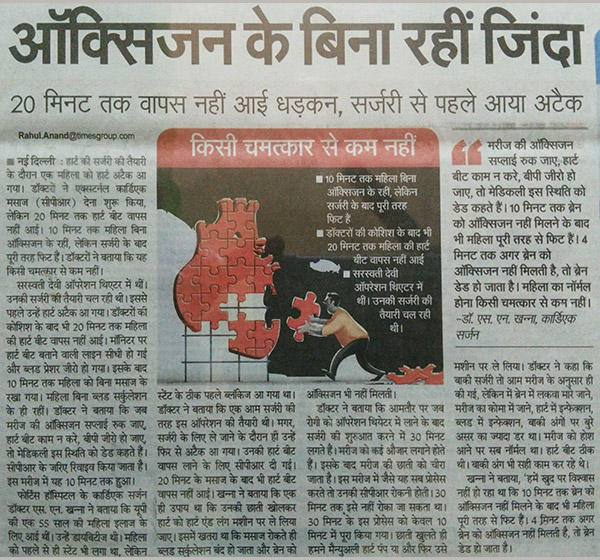 ऑक्सिजन के बिना रहीं जिंदा
20 मिनट तक वापस नहीं आई धड़कन, सर्जरी से पहले आया अटैक
Rahul.Anand@timesgroup.com
■ नई दिल्ली : हार्ट की सर्जरी की तैयारी
के दौरान एक महिला को हार्ट अटैक आ
गया। डॉक्टरों ने एक्सटर्नल कार्डिएक
मसाज (सीपीआर) देना शुरू किया,
लेकिन 20 मिनट तक हार्ट बीट वापस
नहीं आई। 10 मिनट तक महिला बिना
ऑक्सिजन के रहीं, लेकिन सर्जरी के बाद
पूरी तरह फिट हैं। डॉक्टरों ने बताया कि यह
किसी चमत्कार से कम नहीं।
सरस्वती देवी ऑपरेशन थिएटर में थीं।
उनकी सर्जरी की तैयारी चल रही थी। इससे
पहले उन्हें हार्ट अटैक आ गया। डॉक्टरों की
कोशिश के बाद भी 20 मिनट तक महिला
की हार्ट बीट वापस नहीं आई। मॉनिटर पर
हार्ट बीट बताने वाली लाइन सीधी हो गई
और ब्लड प्रेशर जीरो हो गया। इसके बाद
10 मिनट तक महिला को बिना मसाज के
रखा गया। महिला बिना ब्लड सर्कुलेशन
के ही रहीं। डॉक्टर ने बताया कि जब
मरीज की ऑक्सिजन सप्लाई रुक जाए,
हार्ट बीट काम न करे, बीपी जीरो हो जाए,
तो मेडिकली इस स्थिति को डेड कहते हैं।
सीपीआर के जरिए रिवाइव किया जाता है।
इस मरीज में यह 10 मिनट तक हुआ।
फोर्टिस हॉस्पिटल के कार्डिएक सर्जन
डॉक्टर एस.एन. खन्ना ने बताया कि यूपी
की एक 55 साल की महिला इलाज के
लिए आई थीं। उन्हें डायबिटीज थी। महिला
को पहले से ही स्टेंट भी लगा था, लेकिन
किसी चमत्कार से कम नहीं
■ 10 मिनट तक महिला बिना
ऑक्सिजन के रहीं, लेकिन
सर्जरी के बाद पूरी तरह
फिट हैं
■ डॉक्टरों की कोशिश के बाद भी
20 मिनट तक महिला की हार्ट
बीट वापस नहीं आई
■ सरस्वती देवी
ऑपरेशन थिएटर में
थीं। उनकी सर्जरी की
तैयारी चल रही
थी।
स्टेंट के ठीक पहले ब्लॉकेज आ गया था।
डॉक्टर ने बताया कि एक आम सर्जरी की
तरह इस ऑपरेशन की तैयारी थी। मगर,
सर्जरी के लिए ले जाने के दौरान ही उन्हें
फिर से अटैक आ गया। उनकी हार्ट बीट
वापस लाने के लिए सीपीआर दी गई।
20 मिनट के मसाज के बाद भी हार्ट बीट
वापस नहीं आई। खन्ना ने बताया कि एक
ही उपाय था कि उनकी छाती खोलकर
हार्ट को हार्ट एंड लंग मशीन पर ले लिया
जाए। इसमें खतरा था कि मसाज रोकते ही
ब्लड सर्कुलेशन बंद हो जाता और ब्रेन को
ऑक्सिजन भी नहीं मिलती।
डॉक्टर ने बताया कि आमतौर पर जब
रोगी को ऑपरेशन थियेटर में लाने के बाद
सर्जरी की शुरुआत करने में 30 मिनट
लगते हैं। मरीज को कई औजार लगाने होते
हैं। इसके बाद मरीज की छाती को चीरा
जाता है। इस मरीज में जैसे यह सब प्रोसेस
करते तो उनकी सीपीआर रोकनी होती। 30
मिनट तक इसे नहीं रोका जा सकता था।
30 मिनट के इस प्रोसेस को केवल 10
मिनट में पूरा किया गया। छाती खुलते ही
हमने मैन्युअली हार्ट पंप या और फिर उसे
“मरीज की ऑक्सिजन
सप्लाई रुक जाए, हार्ट
बीट काम न करे, बीपी जीरो हो
जाए, तो मेडिकली इस स्थिति को
डेड कहते हैं। 10 मिनट तक ब्रेन
को ऑक्सिजन नहीं मिलने के बाद
भी महिला पूरी तरह से फिट हैं। 4
मिनट तक अगर ब्रेन को
ऑक्सिजन नहीं मिलती है, तो ब्रेन
डेड हो जाता है। महिला का नॉर्मल
होना किसी चमत्कार से कम नहीं।
-डॉ. एस. एन. खन्ना, कार्डिएक
सर्जन
मशीन पर ले लिया। डॉक्टर ने कहा कि
बाकी सर्जरी तो आम मरीज के अनुसार ही
की गई, लेकिन में ब्रेन में लकवा मारे जाने,
मरीज का कोमा में जाने, हार्ट में इन्फेक्शन,
ब्लड में इन्फेक्शन, बाकी अंगों पर बुरे
असर का ज्यादा डर था। मरीज को होश
आने पर सब नॉर्मल था। हार्ट बीट ठीक
थी। बाकी अंग भी सही काम कर रहे थे।
खन्ना ने बताया, 'हमें खुद पर विश्वास
नहीं हो रहा था कि 10 मिनट तक ब्रेन को
ऑक्सिजन नहीं मिलने के बाद भी महिला
पूरी तरह से फिट हैं। 4 मिनट तक अगर
ब्रेन को ऑक्सिजन नहीं मिलती है, तो ब्रेन
डेड हो जाता है।